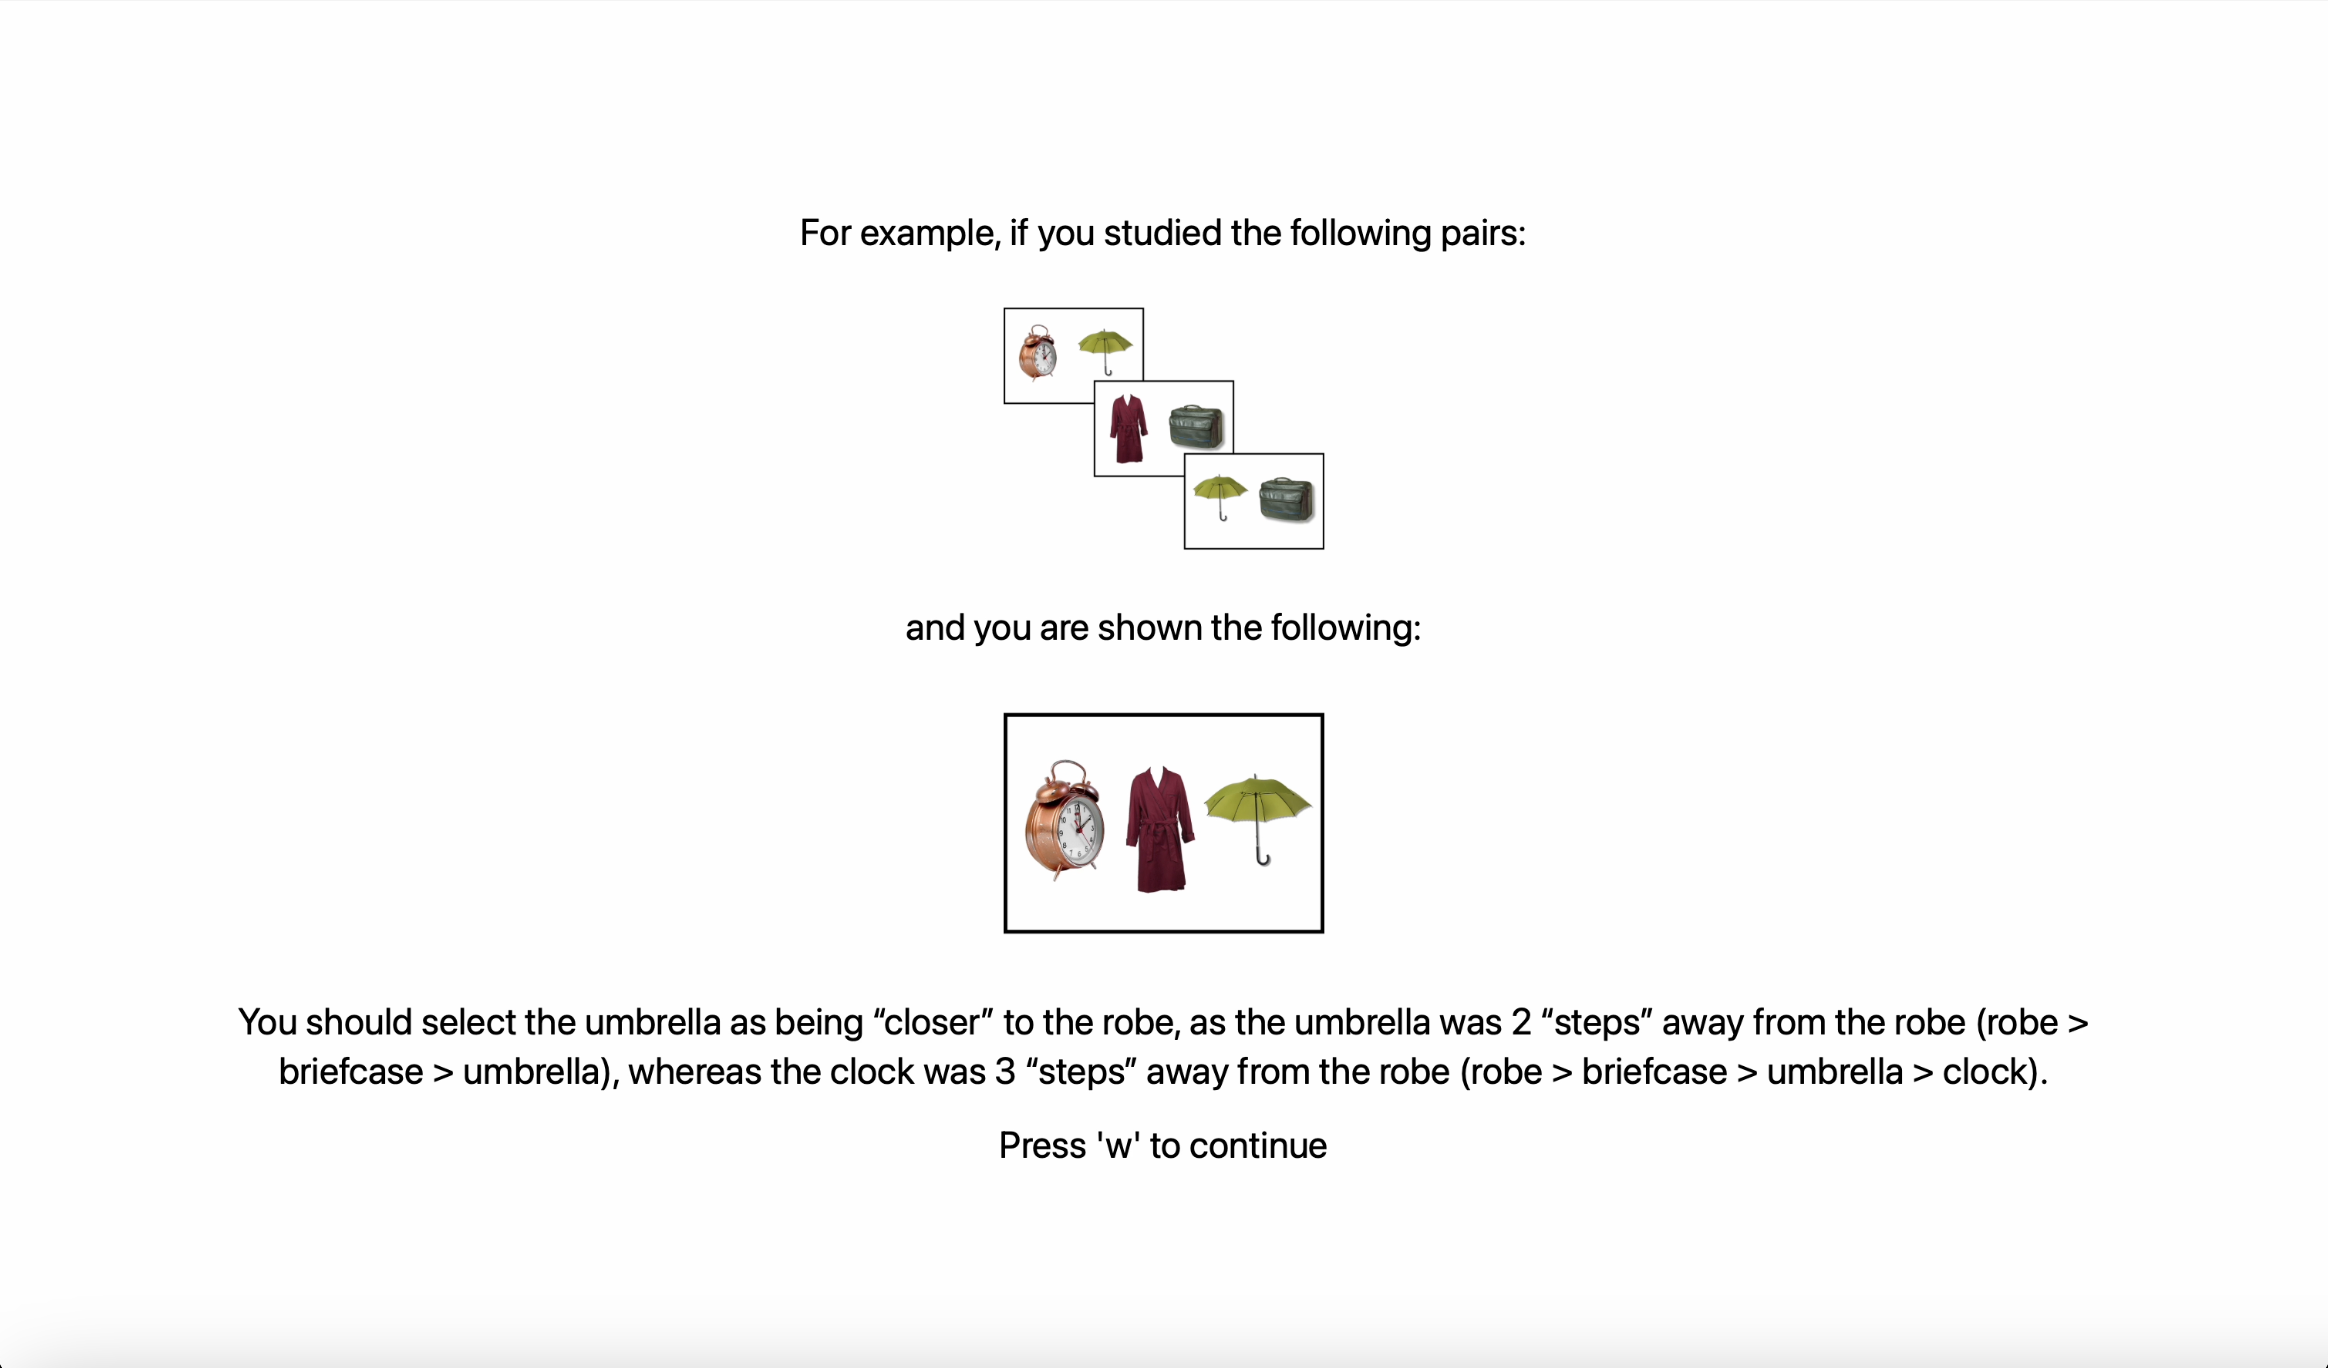 For example, if you studied the following pairs:
and you are shown the following:
You should select the umbrella as being “closer” to the robe, as the umbrella was 2 “steps” away from the robe (robe >
briefcase > umbrella), whereas the clock was 3 “steps” away from the robe (robe > briefcase > umbrella > clock).
Press 'w' to continue